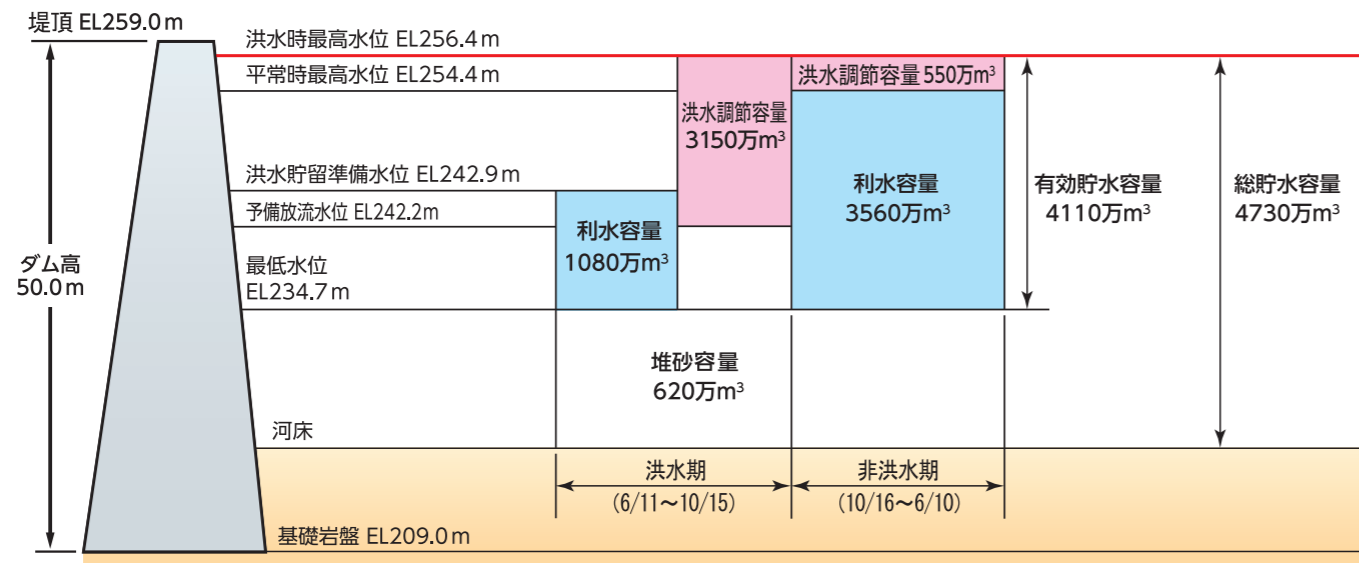 堤頂 EL259.0m
洪水時最高水位 EL256.4m
平常時最高水位 EL254.4m
洪水貯留準備水位 EL242.9m
予備放流水位 EL242.2m
最低水位
EL234.7m
ダム高
50.0m
利水容量
1080万m³
洪水調節容量
3150万m³
洪水調節容量 550万m³
利水容量
3560万m³
有効貯水容量
4110万m³
総貯水容量
4730万m³
堆砂容量
620万m³
河床
洪水期
(6/11〜10/15)
非洪水期
(10/16〜6/10)
基礎岩盤 EL209.0m